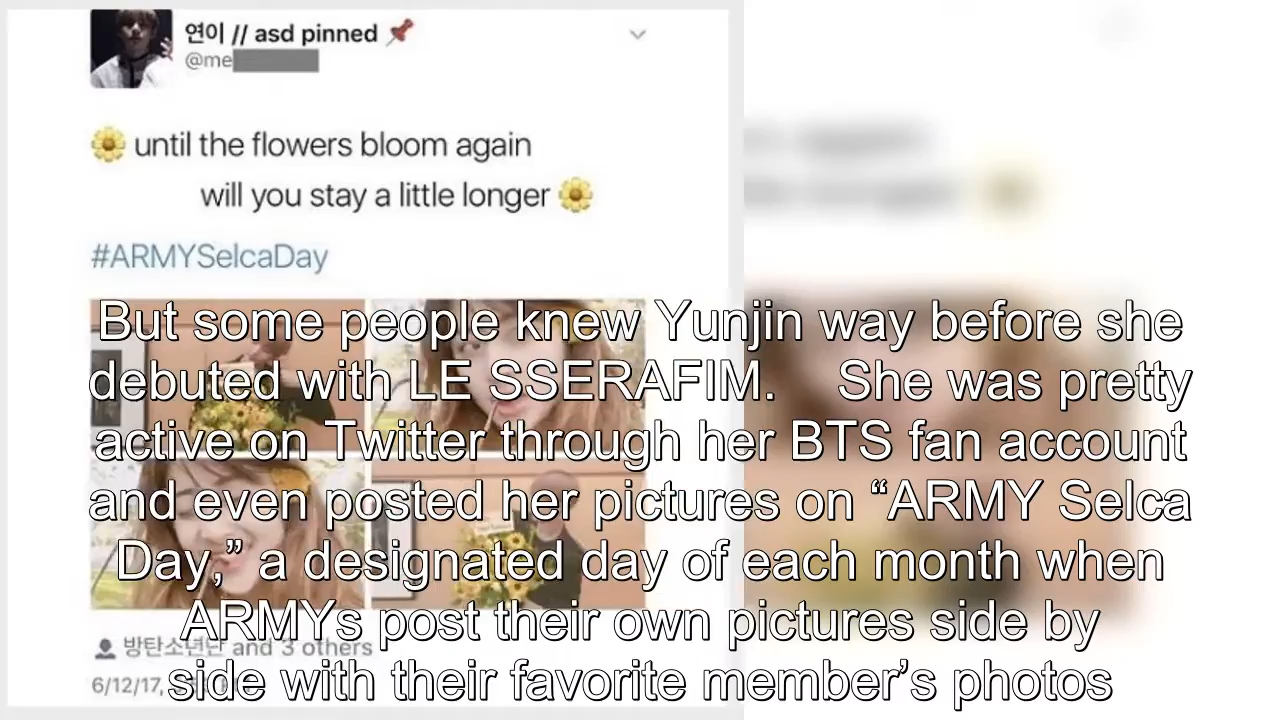 연이 // asd pinned 📌
@me
🌼 until the flowers bloom again
will you stay a little longer 🌼
#ARMYSelcaDay
But some people knew Yunjin way before she
debuted with LE SSERAFIM. She was pretty
active on Twitter through her BTS fan account
and even posted her pictures on “ARMY Selca
Day,” a designated day of each month when
ARMYs post their own pictures side by
방탄소년단 and 3 others
side with their favorite member’s photos
6/12/17,